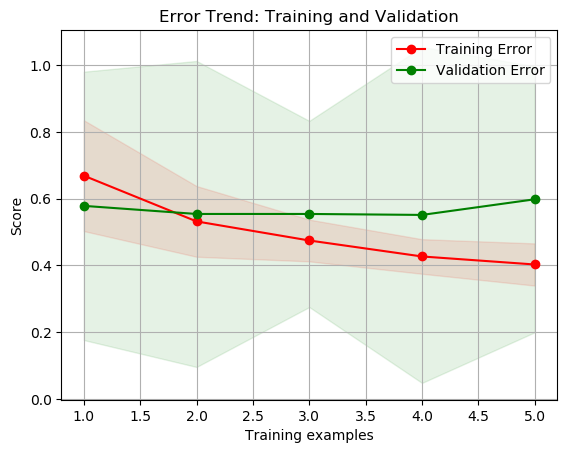 Error Trend: Training and Validation
Training Error
Validation Error
Score
1.0
0.8
0.6
0.4
0.2
0.0
1.0 1.5 2.0 2.5 3.0 3.5 4.0 4.5 5.0
Training examples